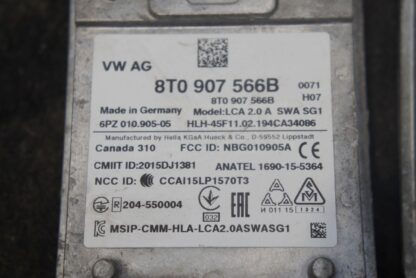 VW AG
8T0 907 566B 0071
8T0 907 566B H07
Made in Germany Model:LCA 2.0 A SWA SG1
6PZ 010.905-05 HLH-45F11.02.194CA34086
Manufactured by Hella KGaA Hueck & Co., D-59552 Lippstadt
Canada 310 FCC ID: NBG010905A
CMIIT ID:2015DJ1381 ANATEL 1690-15-5364
NCC ID: CCAI15LP1570T3
R 204-550004 EAC И 011 15
MSIP-CMM-HLA-LCA2.0ASWASG1